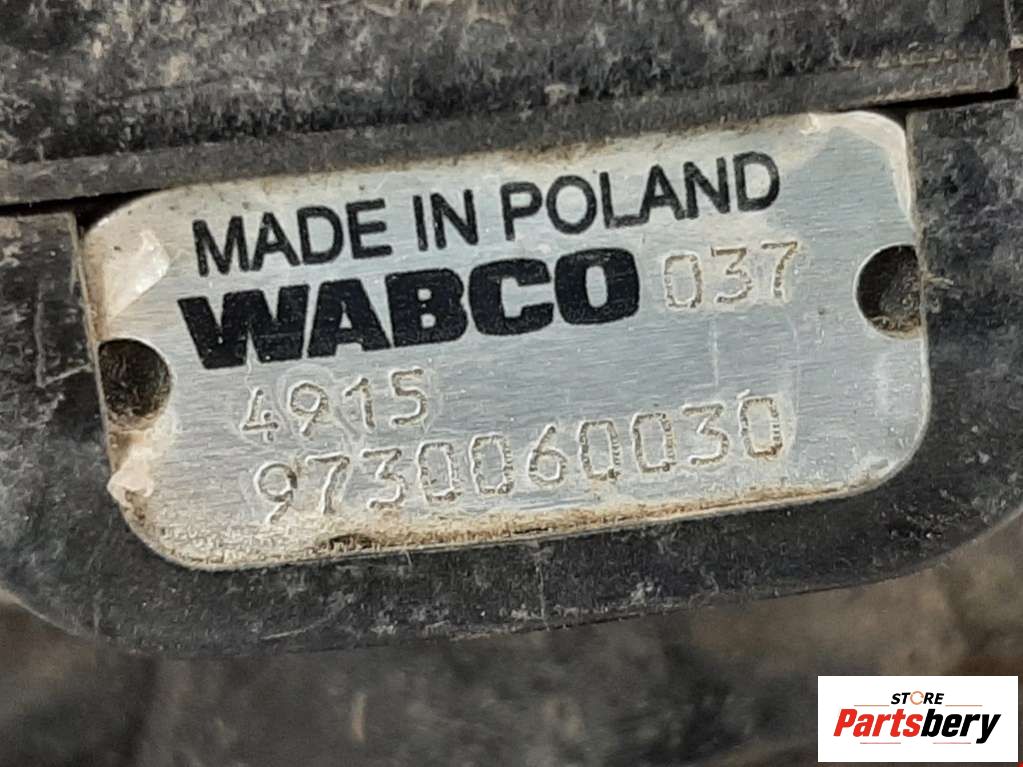 MADE IN POLAND
WABCO 037
4915
9730060030
STORE
Partsbery